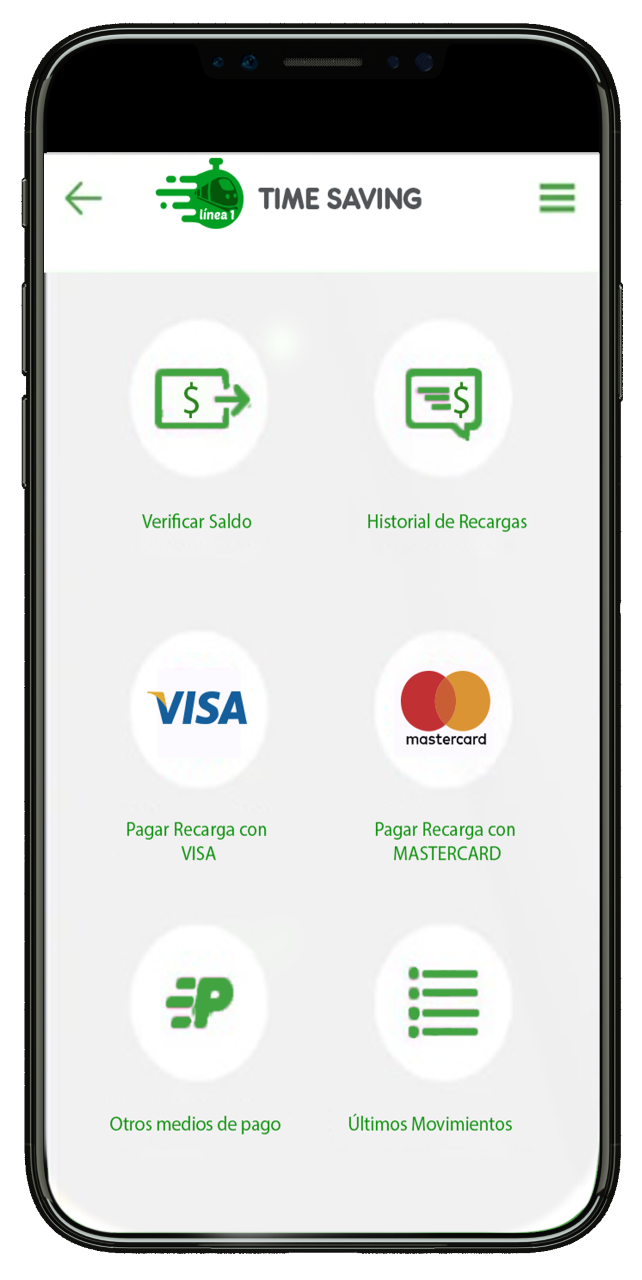 línea 1
TIME SAVING
$
$
Verificar Saldo
Historial de Recargas
VISA
mastercard
Pagar Recarga con
VISA
Pagar Recarga con
MASTERCARD
P
Otros medios de pago
Últimos Movimientos